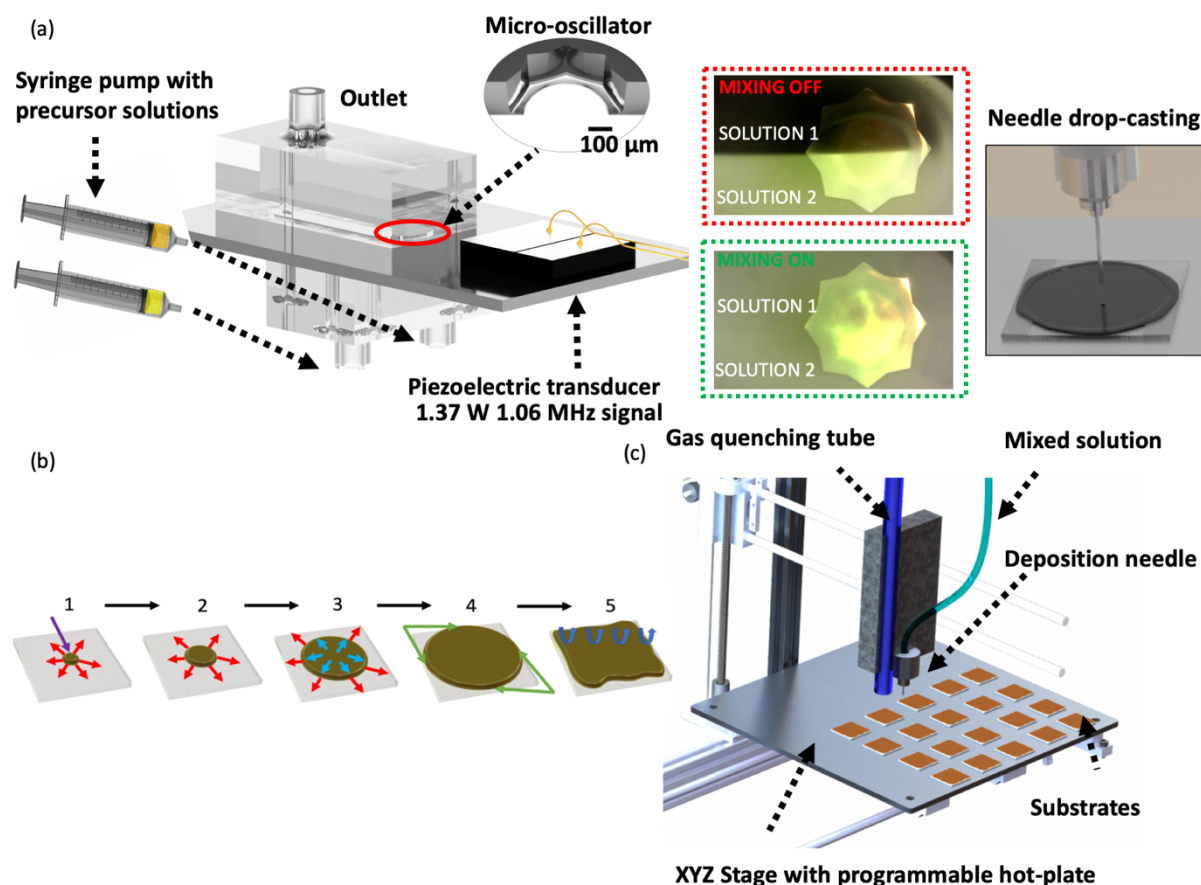 (a)
Syringe pump with
precursor solutions
Outlet
Micro-oscillator
100 µm
MIXING OFF
SOLUTION 1
SOLUTION 2
MIXING ON
SOLUTION 1
SOLUTION 2
Needle drop-casting
Piezoelectric transducer
1.37 W 1.06 MHz signal
(b)
1
2
3
4
5
(c)
Gas quenching tube
Mixed solution
Deposition needle
Substrates
XYZ Stage with programmable hot-plate